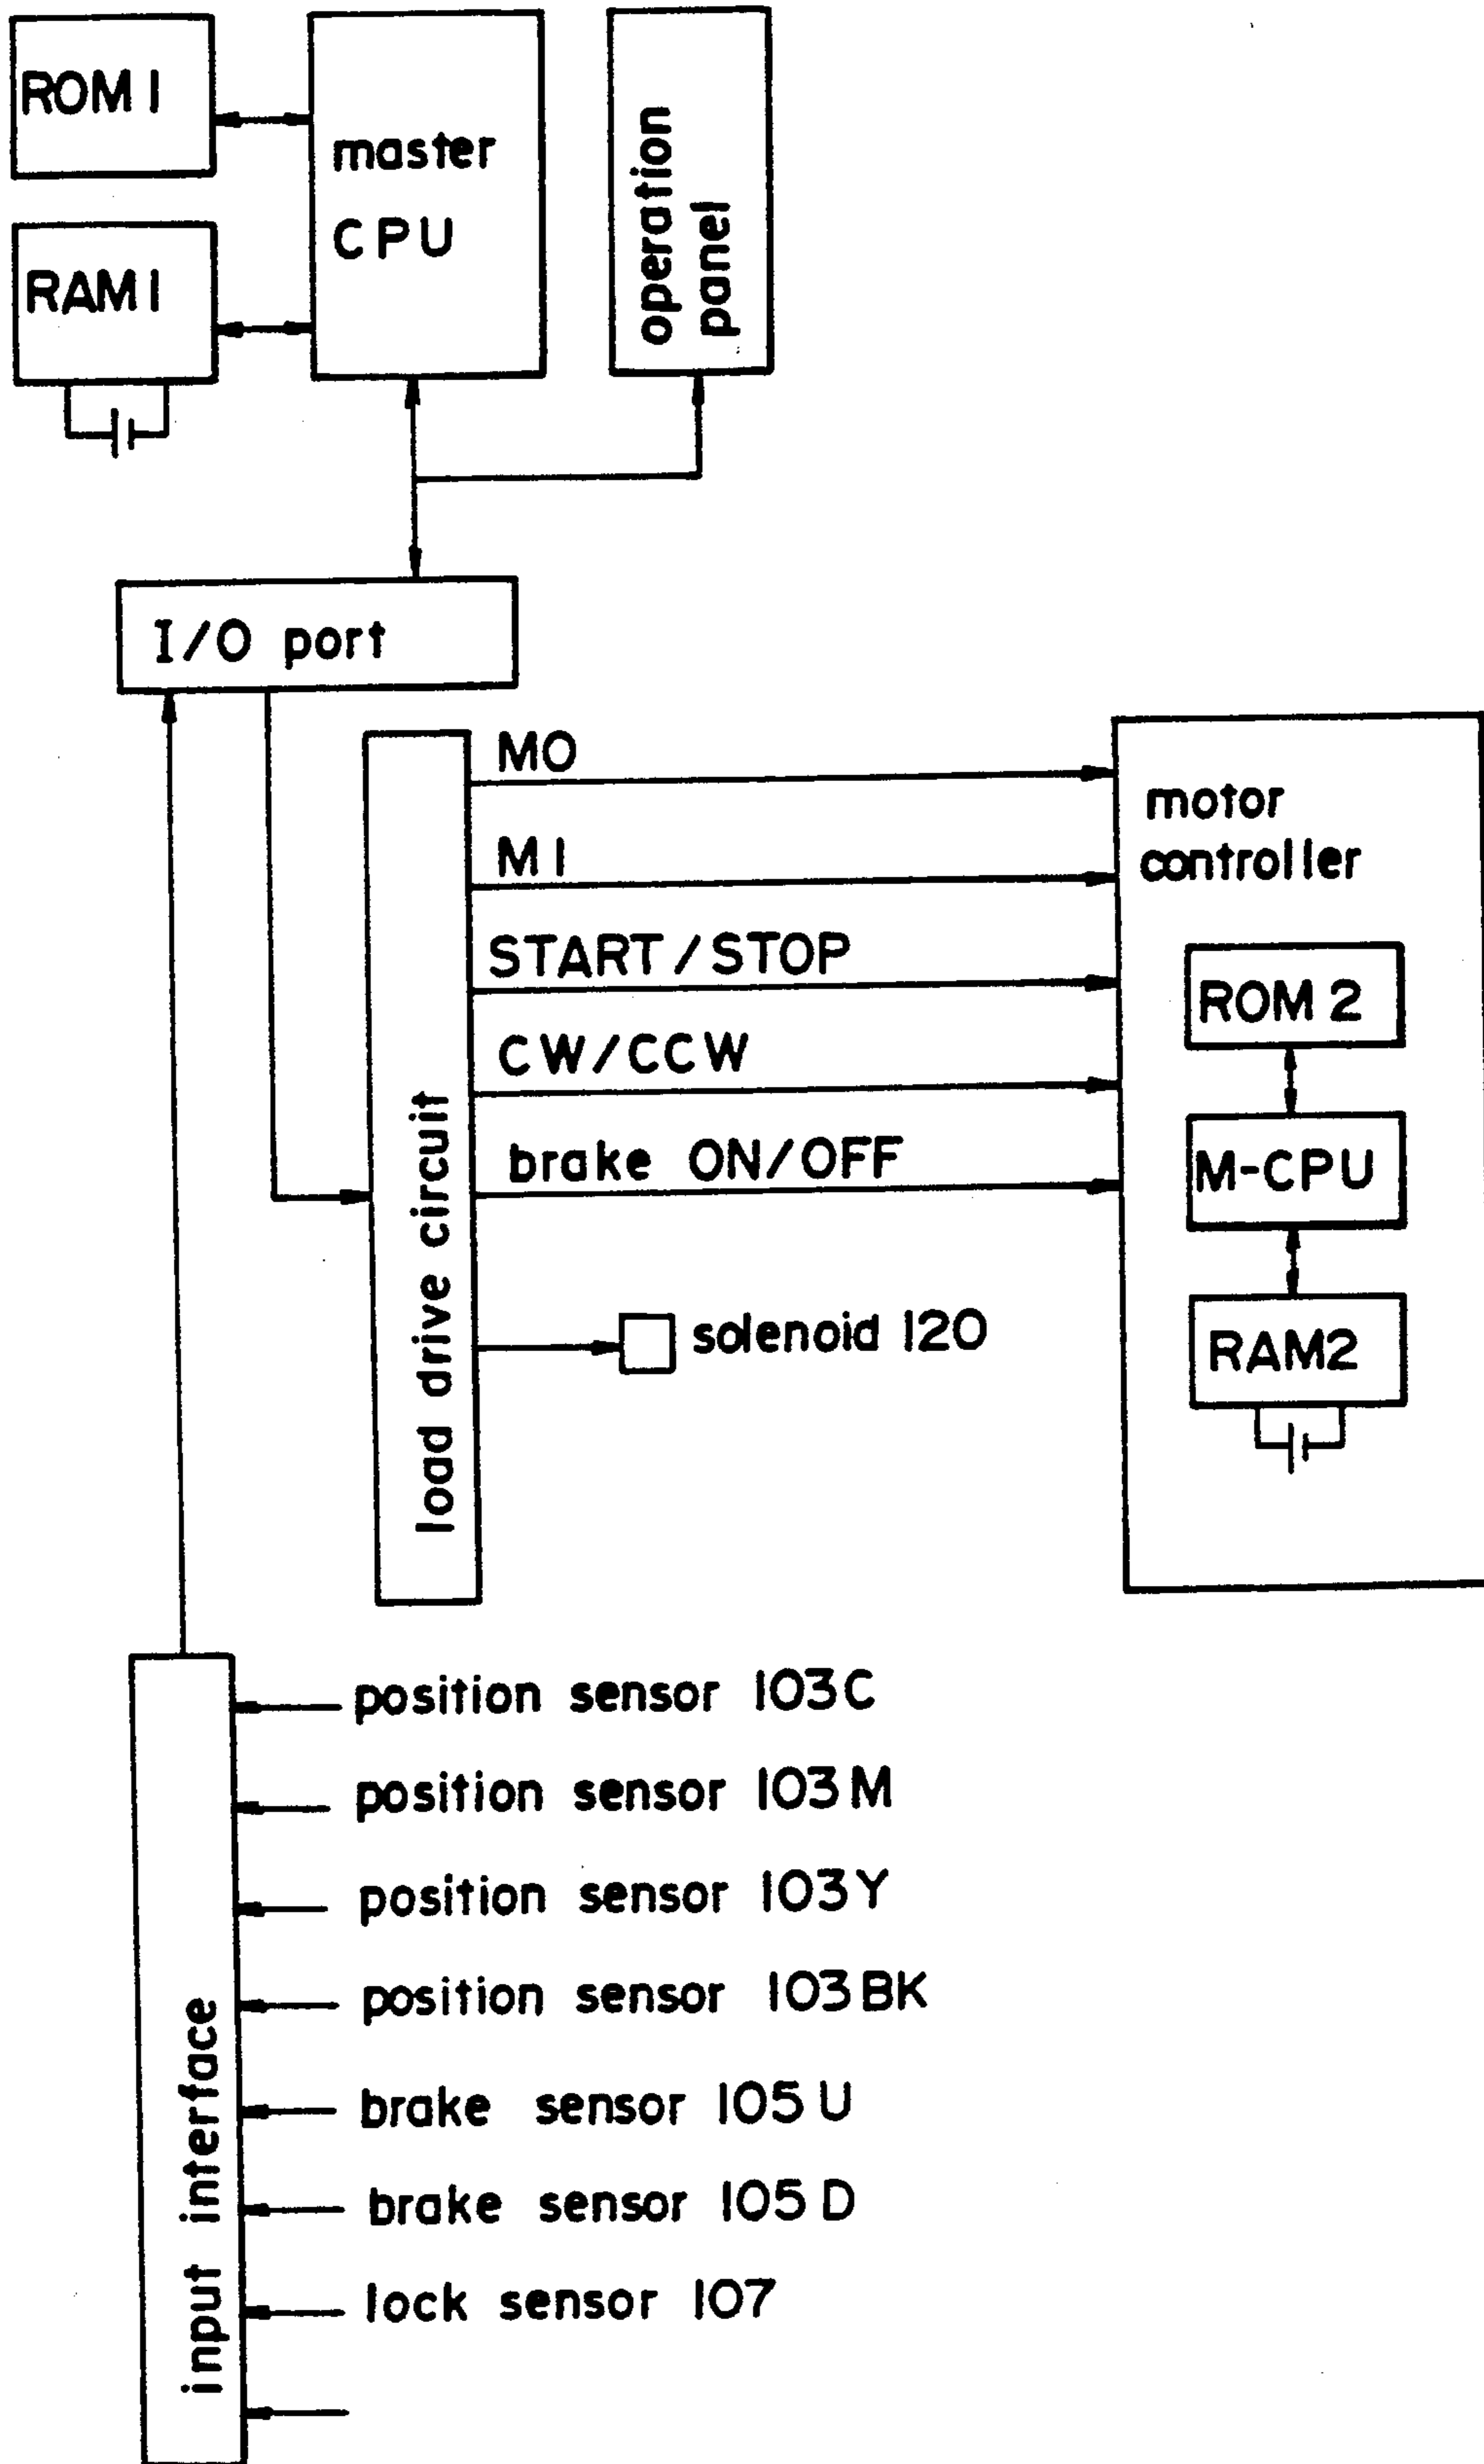 ROM 1
master
CPU
operation
panel
RAM 1
I/O port
MO
M1
START/STOP
CW/CCW
brake ON/OFF
load drive circuit
solenoid 120
motor
controller
ROM 2
M-CPU
RAM2
input interface
position sensor 103C
position sensor 103M
position sensor 103Y
position sensor 103BK
brake sensor 105U
brake sensor 105D
lock sensor 107